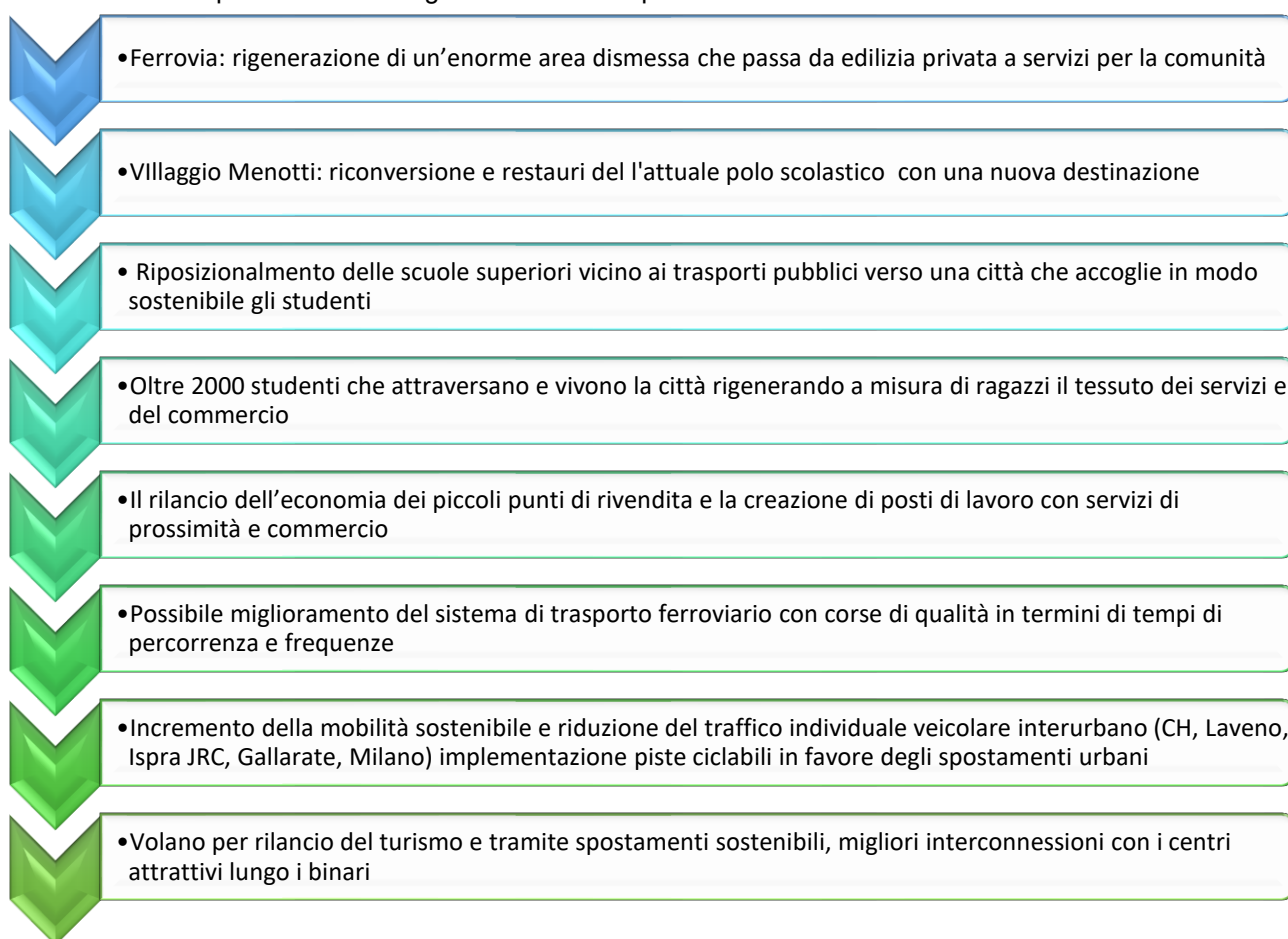 •Ferrovia: rigenerazione di un’enorme area dismessa che passa da edilizia privata a servizi per la comunità
•VIllaggio Menotti: riconversione e restauri del l'attuale polo scolastico con una nuova destinazione
• Riposizionalmento delle scuole superiori vicino ai trasporti pubblici verso una città che accoglie in modo
sostenibile gli studenti
•Oltre 2000 studenti che attraversano e vivono la città rigenerando a misura di ragazzi il tessuto dei servizi e
del commercio
•Il rilancio dell’economia dei piccoli punti di rivendita e la creazione di posti di lavoro con servizi di
prossimità e commercio
•Possibile miglioramento del sistema di trasporto ferroviario con corse di qualità in termini di tempi di
percorrenza e frequenze
•Incremento della mobilità sostenibile e riduzione del traffico individuale veicolare interurbano (CH, Laveno,
Ispra JRC, Gallarate, Milano) implementazione piste ciclabili in favore degli spostamenti urbani
•Volano per rilancio del turismo e tramite spostamenti sostenibili, migliori interconnessioni con i centri
attrattivi lungo i binari